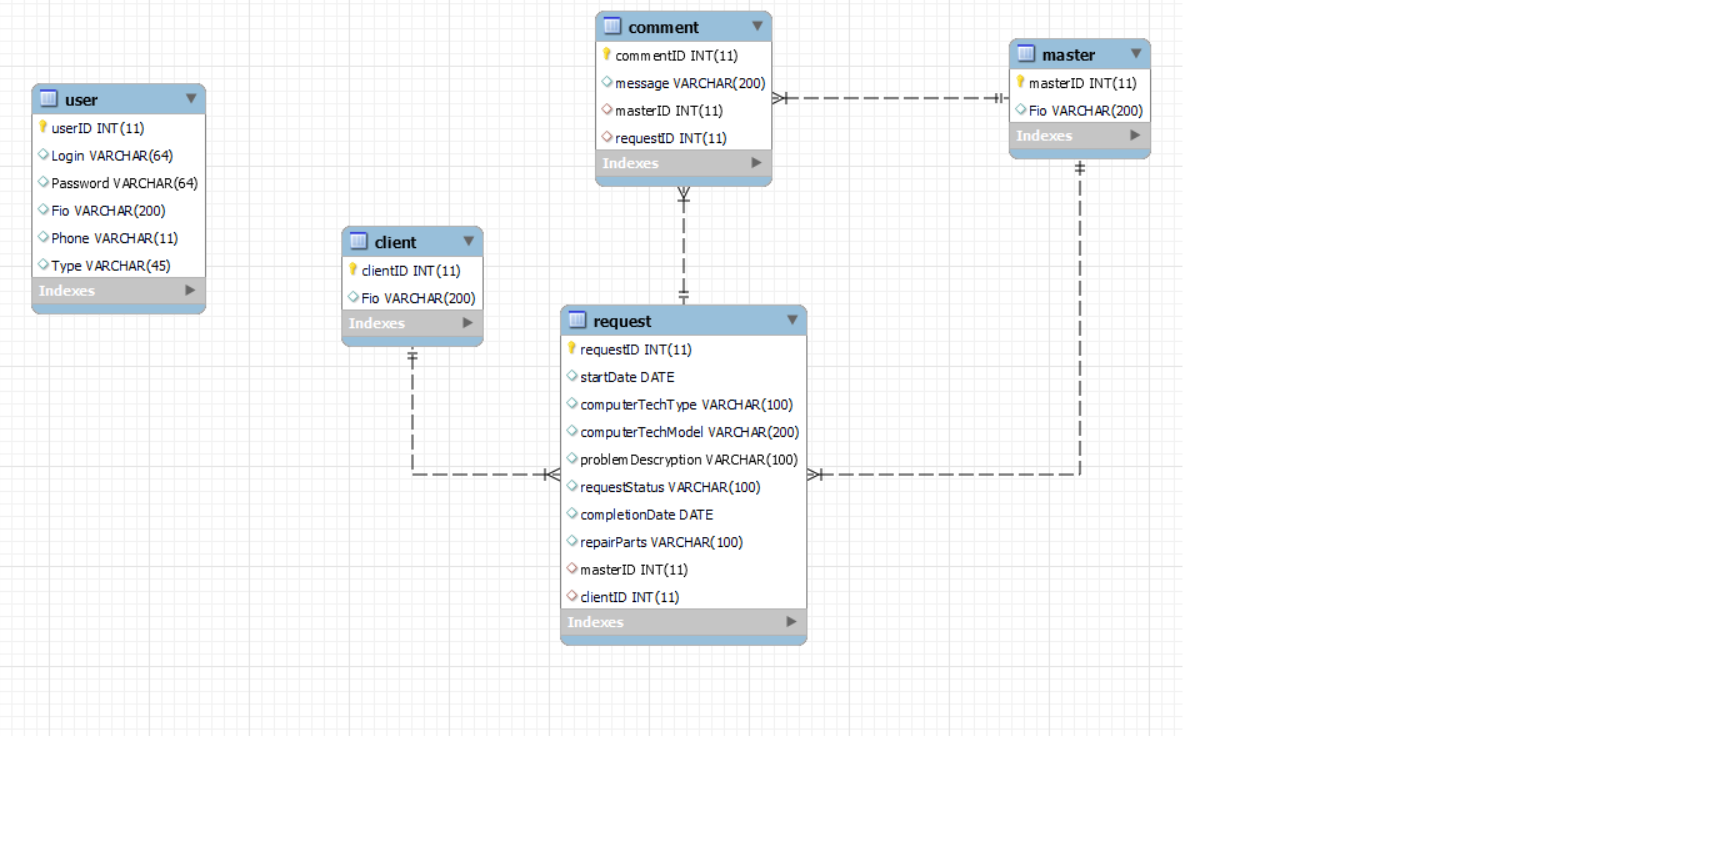 user
userID INT(11)
Login VARCHAR(64)
Password VARCHAR(64)
Fio VARCHAR(200)
Phone VARCHAR(11)
Type VARCHAR(45)
Indexes
client
clientID INT(11)
Fio VARCHAR(200)
Indexes
comment
commentID INT(11)
message VARCHAR(200)
masterID INT(11)
requestID INT(11)
Indexes
master
masterID INT(11)
Fio VARCHAR(200)
Indexes
request
requestID INT(11)
startDate DATE
computerTechType VARCHAR(100)
computerTechModel VARCHAR(200)
problemDescryption VARCHAR(100)
requestStatus VARCHAR(100)
completionDate DATE
repairParts VARCHAR(100)
masterID INT(11)
clientID INT(11)
Indexes